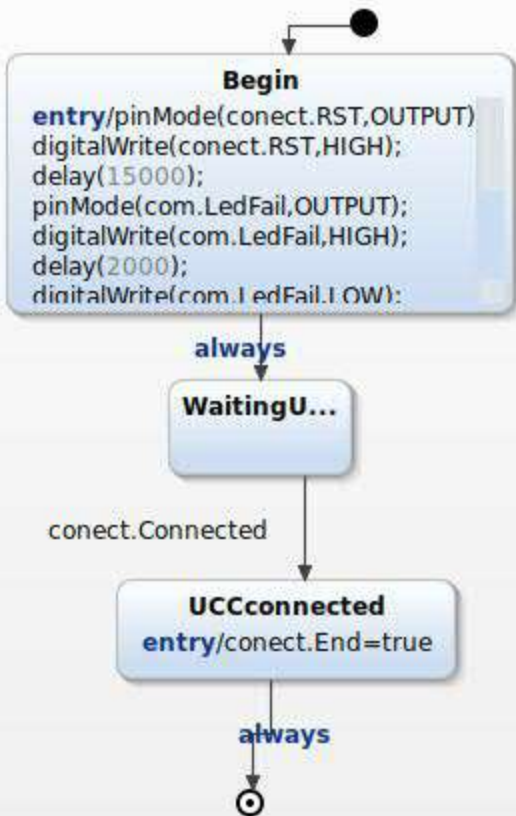 Begin
entry/pinMode(conect.RST,OUTPUT)
digitalWrite(conect.RST,HIGH);
delay(15000);
pinMode(com.LedFail,OUTPUT);
digitalWrite(com.LedFail,HIGH);
delay(2000);
digitalWrite(com.LedFail,LOW);
always
WaitingU...
conect.Connected
UCCconnected
entry/conect.End=true
always